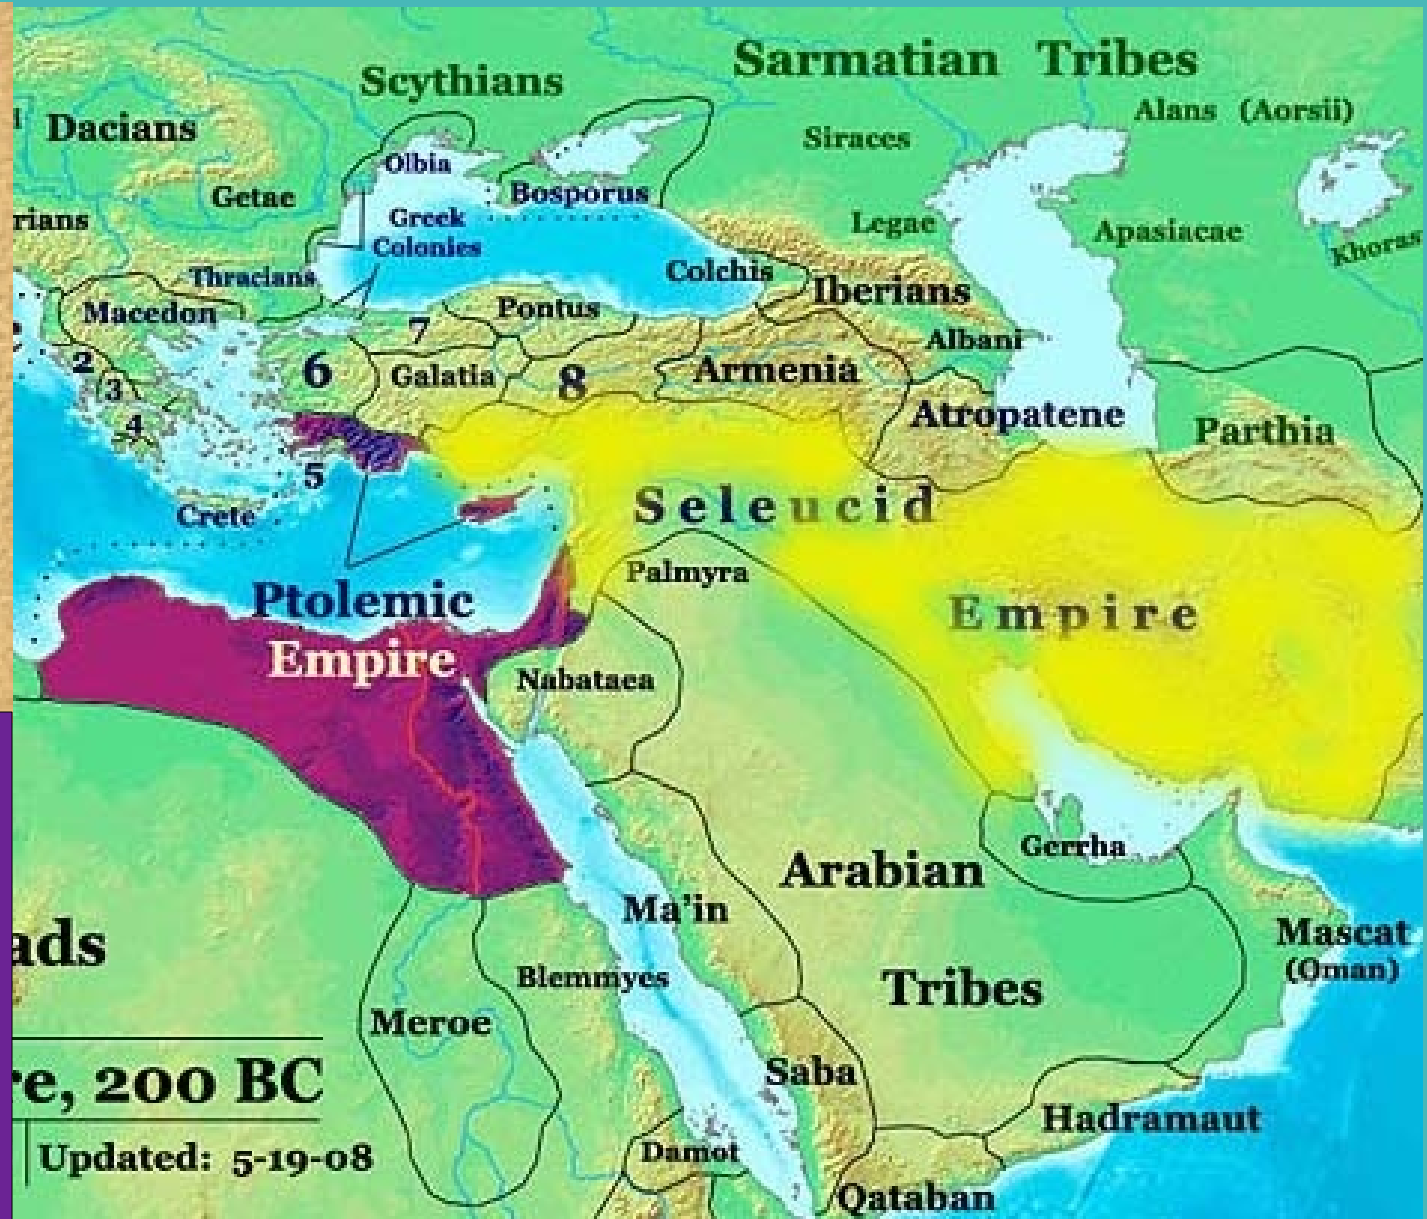 Sarmatian Tribes
Scythians
Alans (Aorsii)
Dacians
Siraces
Olbia
Getae
Bosporus
rians
Greek
Colonies
Legae
Apasiacae
Khoras
Thracians
Colchis
Iberians
Macedon
Pontus
7
Albani
2
6
Galatia
8
Armenia
3
4
Atropatene
Parthia
5
Crete
Seleucid
Palmyra
Ptolemic
Empire
Empire
Nabataea
Gerrha
Arabian
Ma'in
Mascat
(Oman)
ads
Blemmyes
Tribes
Meroe
re, 200 BC
Saba
Hadramaut
Updated: 5-19-08
Damot
Qataban